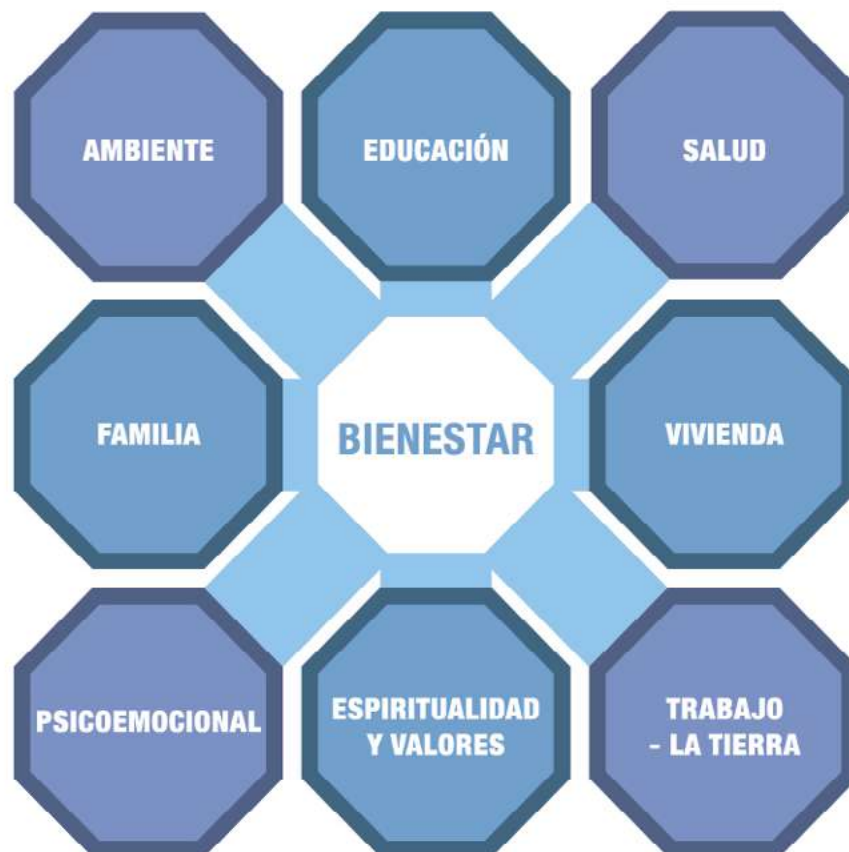 AMBIENTE
EDUCACIÓN
SALUD
FAMILIA
BIENESTAR
VIVIENDA
PSICOEMOCIONAL
ESPIRITUALIDAD
Y VALORES
TRABAJO
- LA TIERRA